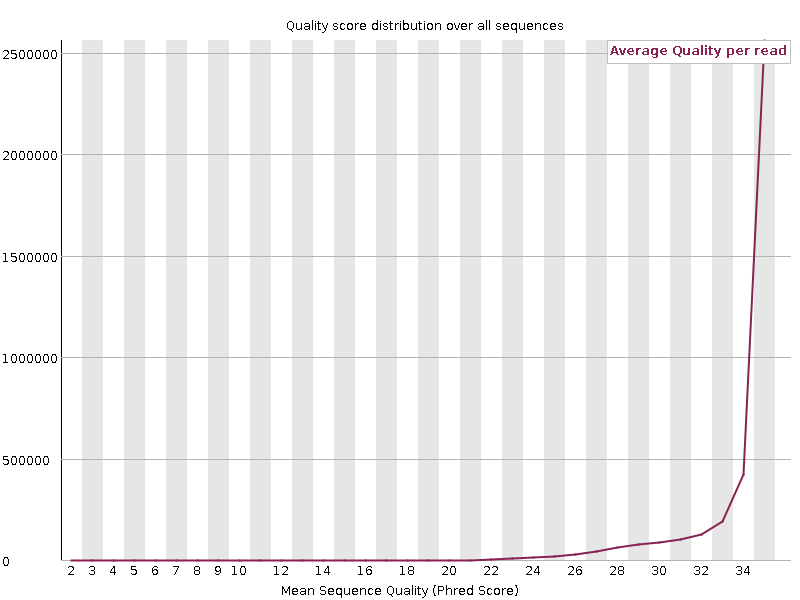 Quality score distribution over all sequences
Average Quality per read
2500000
2000000
1500000
1000000
500000
0
2 3 4 5 6 7 8 9 10 12 14 16 18 20 22 24 26 28 30 32 34
Mean Sequence Quality (Phred Score)